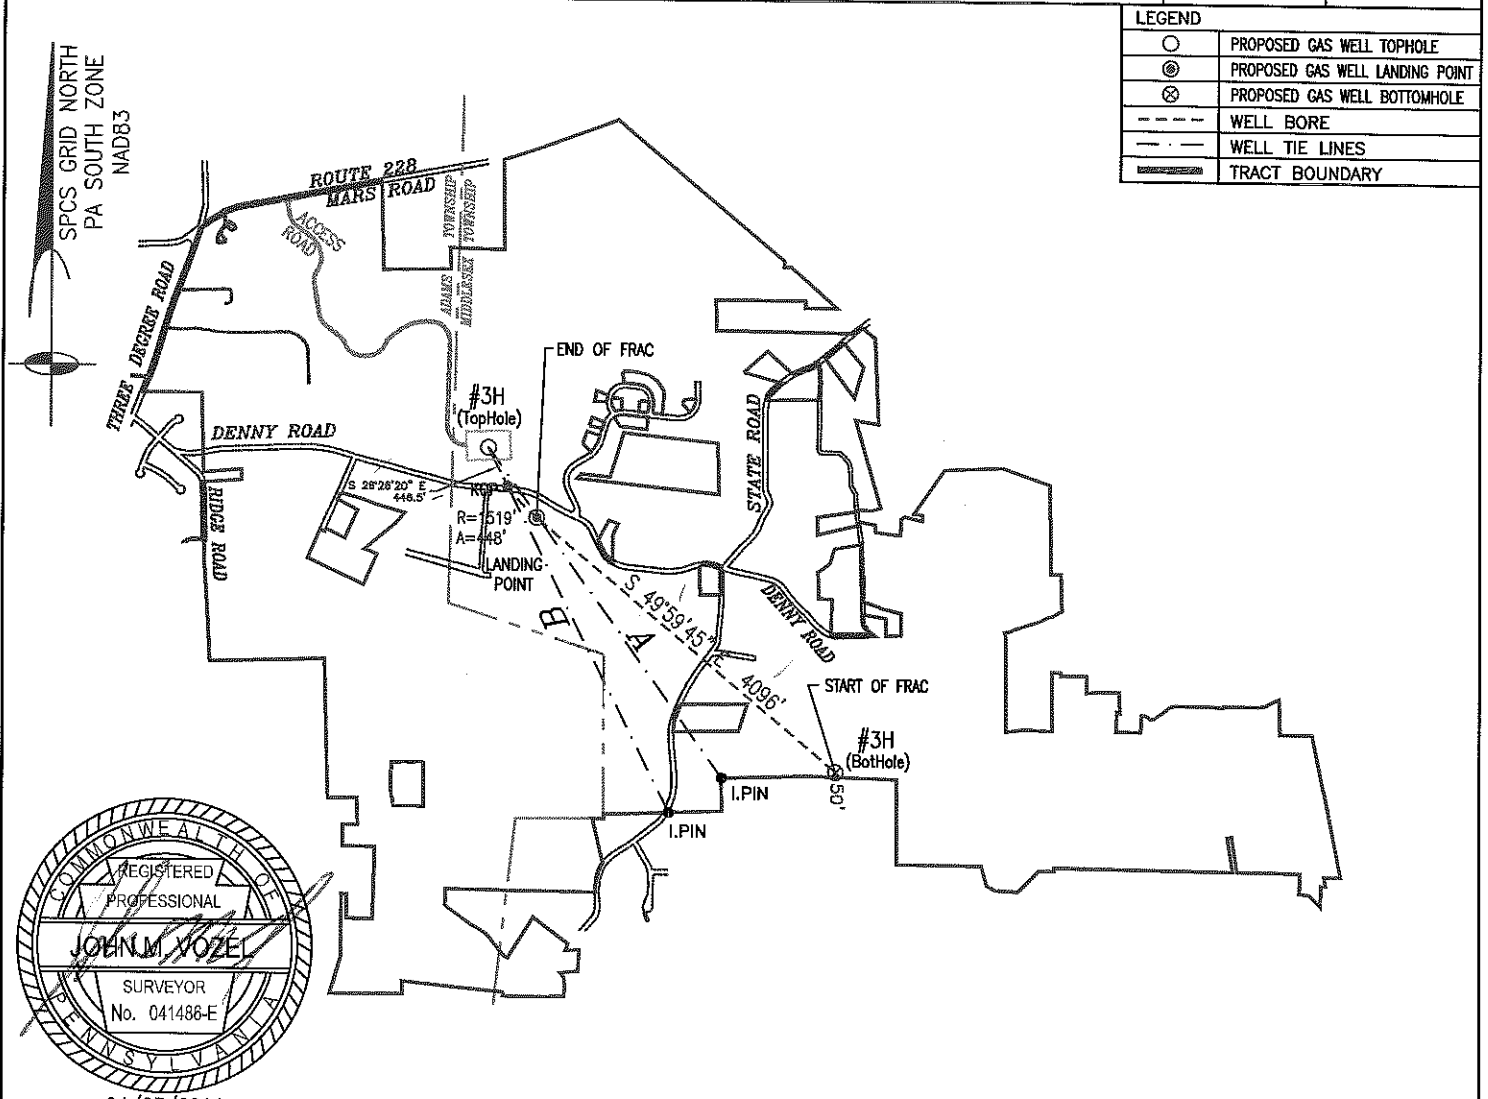 LEGEND
PROPOSED GAS WELL TOPHOLE
PROPOSED GAS WELL LANDING POINT
PROPOSED GAS WELL BOTTOMHOLE
WELL BORE
WELL TIE LINES
TRACT BOUNDARY
SPCS GRID NORTH
PA SOUTH ZONE
NAD83
ROUTE 228
MARS ROAD
ACCESS
ROAD
ADAMS TOWNSHIP
MIDDLESEX TOWNSHIP
THREE DEGREE ROAD
END OF FRAC
#3H
(TopHole)
DENNY ROAD
STATE ROAD
RIDGE ROAD
S 26°26'20" E
446.5'
KOP
R=1519'
A=448'
LANDING
POINT
B
A
S 49°59'45" E
4096'
DENNY ROAD
START OF FRAC
#3H
(BotHole)
50'
I.PIN
I.PIN
COMMONWEALTH OF
REGISTERED
PROFESSIONAL
JOHN M. VOZEL
SURVEYOR
No. 041486-E
PENNSYLVANIA